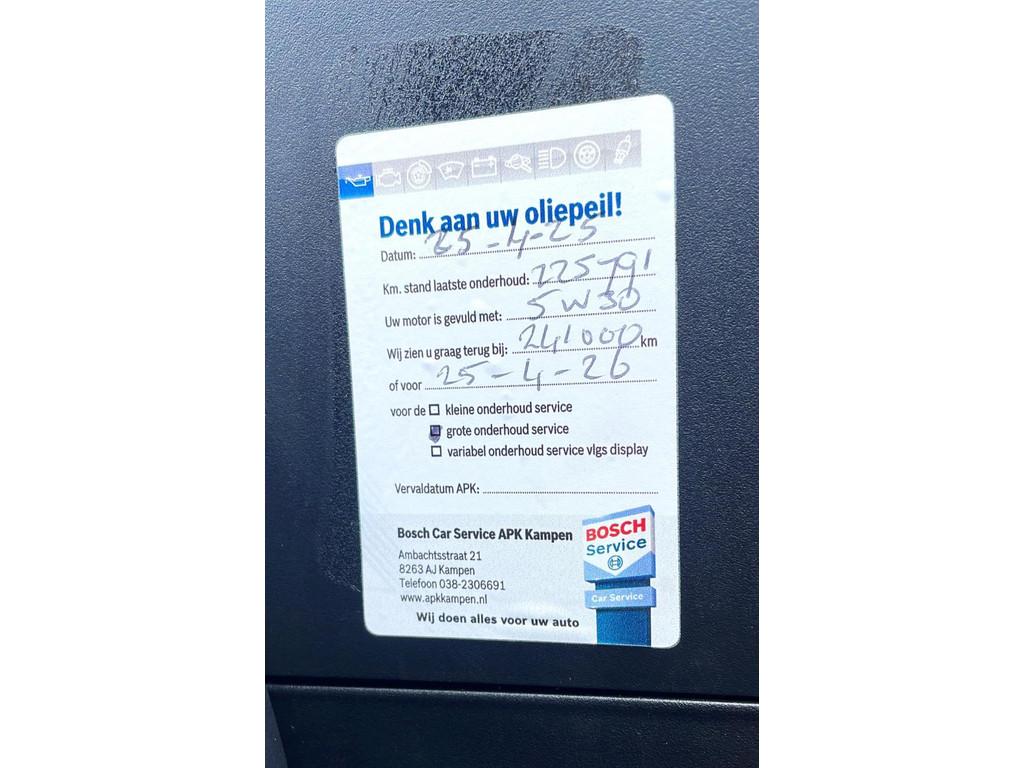 Denk aan uw oliepeil!
Datum: 25-4-25
Km. stand laatste onderhoud: 225791
Uw motor is gevuld met: 5W30
Wij zien u graag terug bij: 241000 km
of voor 25-4-26
voor de kleine onderhoud service
grote onderhoud service
variabel onderhoud service vlgs display
Vervaldatum APK:
Bosch Car Service APK Kampen
Ambachtsstraat 21
8263 AJ Kampen
Telefoon 038-2306691
www.apkkampen.nl
Wij doen alles voor uw auto
BOSCH
Service
Car Service